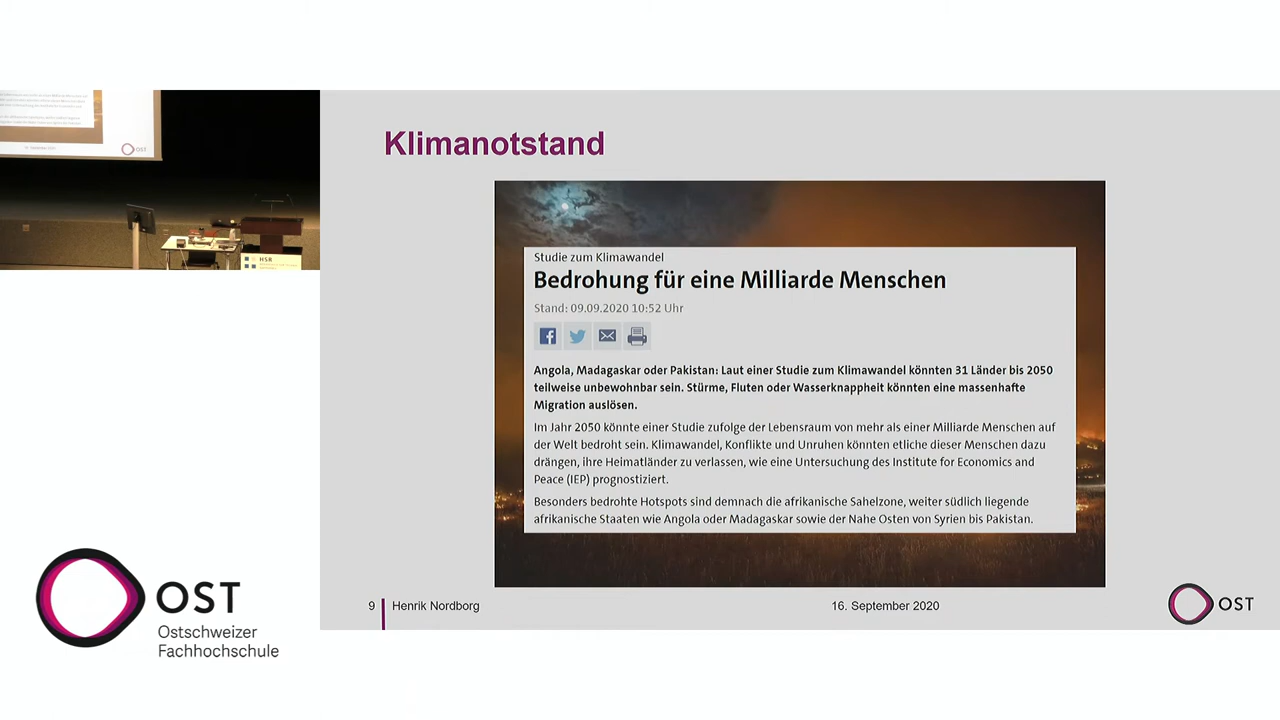 Klimanotstand
Studie zum Klimawandel
Bedrohung für eine Milliarde Menschen
Stand: 09.09.2020 10:52 Uhr
Angola, Madagaskar oder Pakistan: Laut einer Studie zum Klimawandel könnten 31 Länder bis 2050
teilweise unbewohnbar sein. Stürme, Fluten oder Wasserknappheit könnten eine massenhafte
Migration auslösen.
Im Jahr 2050 könnte einer Studie zufolge der Lebensraum von mehr als einer Milliarde Menschen auf
der Welt bedroht sein. Klimawandel, Konflikte und Unruhen könnten etliche dieser Menschen dazu
drängen, ihre Heimatländer zu verlassen, wie eine Untersuchung des Institute for Economics and
Peace (IEP) prognostiziert.
Besonders bedrohte Hotspots sind demnach die afrikanische Sahelzone, weiter südlich liegende
afrikanische Staaten wie Angola oder Madagaskar sowie der Nahe Osten von Syrien bis Pakistan.
9 Henrik Nordborg 16. September 2020 OST
OST
HSR
OST
Ostschweizer
Fachhochschule